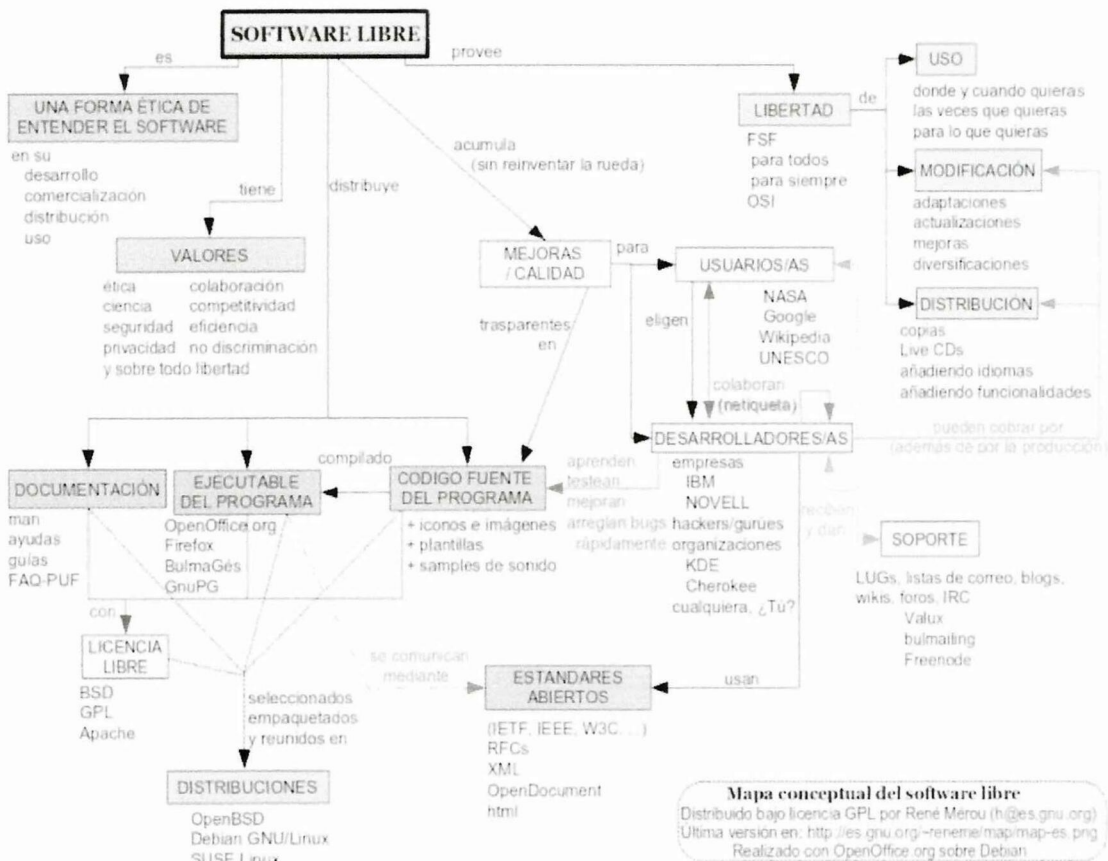 SOFTWARE LIBRE
es
provee
UNA FORMA ÉTICA DE
ENTENDER EL SOFTWARE
en su
desarrollo
comercialización
distribución
uso
tiene
VALORES
ética colaboración
ciencia competitividad
seguridad eficiencia
privacidad no discriminación
y sobre todo libertad
distribuye
acumula
(sin reinventar la rueda)
MEJORAS
/ CALIDAD
para
trasparentes
en
LIBERTAD
FSF
para todos
para siempre
OSI
de
USO
donde y cuando quieras
las veces que quieras
para lo que quieras
MODIFICACIÓN
adaptaciones
actualizaciones
mejoras
diversificaciones
DISTRIBUCIÓN
copias
Live CDs
añadiendo idiomas
añadiendo funcionalidades
USUARIOS/AS
NASA
Google
Wikipedia
UNESCO
eligen
colaboran
(netiqueta)
DESARROLLADORES/AS
empresas
IBM
NOVELL
hackers/gurúes
organizaciones
KDE
Cherokee
cualquiera, ¿Tú?
pueden cobrar por
(además de por la producción)
reciben
y dan
SOPORTE
LUGs, listas de correo, blogs,
wikis, foros, IRC
Valux
bulmailing
Freenode
aprenden
testean
mejoran
arreglan bugs
rápidamente
DOCUMENTACIÓN
man
ayudas
guías
FAQ-PUF
EJECUTABLE
DEL PROGRAMA
OpenOffice.org
Firefox
BulmaGés
GnuPG
compilado
CODIGO FUENTE
DEL PROGRAMA
+ iconos e imágenes
+ plantillas
+ samples de sonido
con
LICENCIA
LIBRE
BSD
GPL
Apache
se comunican
mediante
usan
ESTANDARES
ABIERTOS
(IETF, IEEE, W3C, ...)
RFCs
XML
OpenDocument
html
seleccionados
empaquetados
y reunidos en
DISTRIBUCIONES
OpenBSD
Debian GNU/Linux
SUSE Linux
Mapa conceptual del software libre
Distribuido bajo licencia GPL por René Mérou (h@es.gnu.org)
Última versión en: http://es.gnu.org/~reneme/map/map-es.png
Realizado con OpenOffice.org sobre Debian